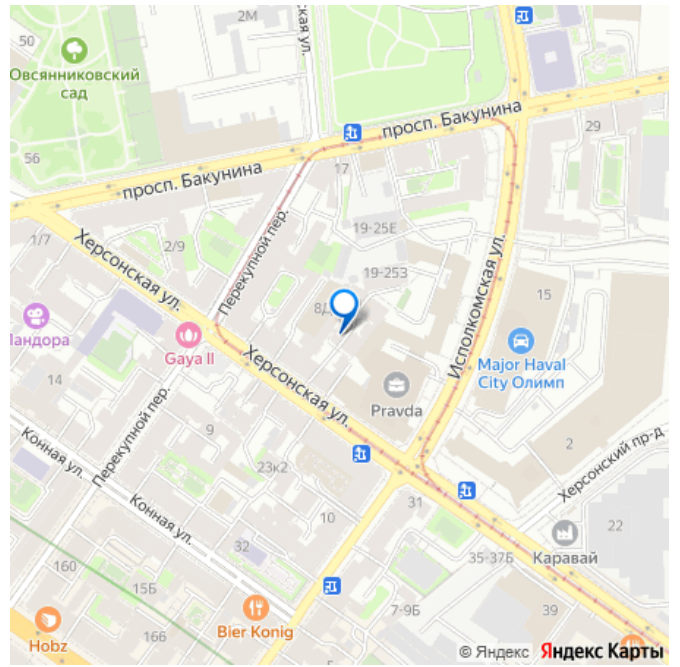 2М
ская ул.
50
Овсянниковский
сад
просп. Бакунина
29
56
просп. Бакунина
17
19-25Е
1/7
2/9
Перекупной пер.
Херсонская ул.
19-253
Исполкомская ул.
15
8Д
Мандора
Gaya II
Major Haval
City Олимп
14
Херсонская ул.
Pravda
Перекупной пер.
9
2
Херсонский пр-д
Конная ул.
23к2
31
22
Конная ул.
10
Каравай
32
35-37Б
160
15Б
7-9Б
39
Bier Konig
166
Hobz
© Яндекс Яндекс Карты